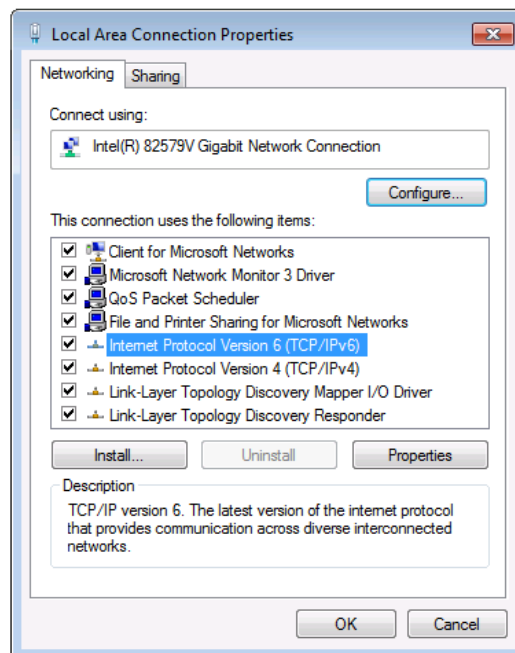 Local Area Connection Properties
Networking
Sharing
Connect using:
Intel(R) 82579V Gigabit Network Connection
Configure...
This connection uses the following items:
Client for Microsoft Networks
Microsoft Network Monitor 3 Driver
QoS Packet Scheduler
File and Printer Sharing for Microsoft Networks
Internet Protocol Version 6 (TCP/IPv6)
Internet Protocol Version 4 (TCP/IPv4)
Link-Layer Topology Discovery Mapper I/O Driver
Link-Layer Topology Discovery Responder
Install...
Uninstall
Properties
Description
TCP/IP version 6. The latest version of the internet protocol
that provides communication across diverse interconnected
networks.
OK
Cancel